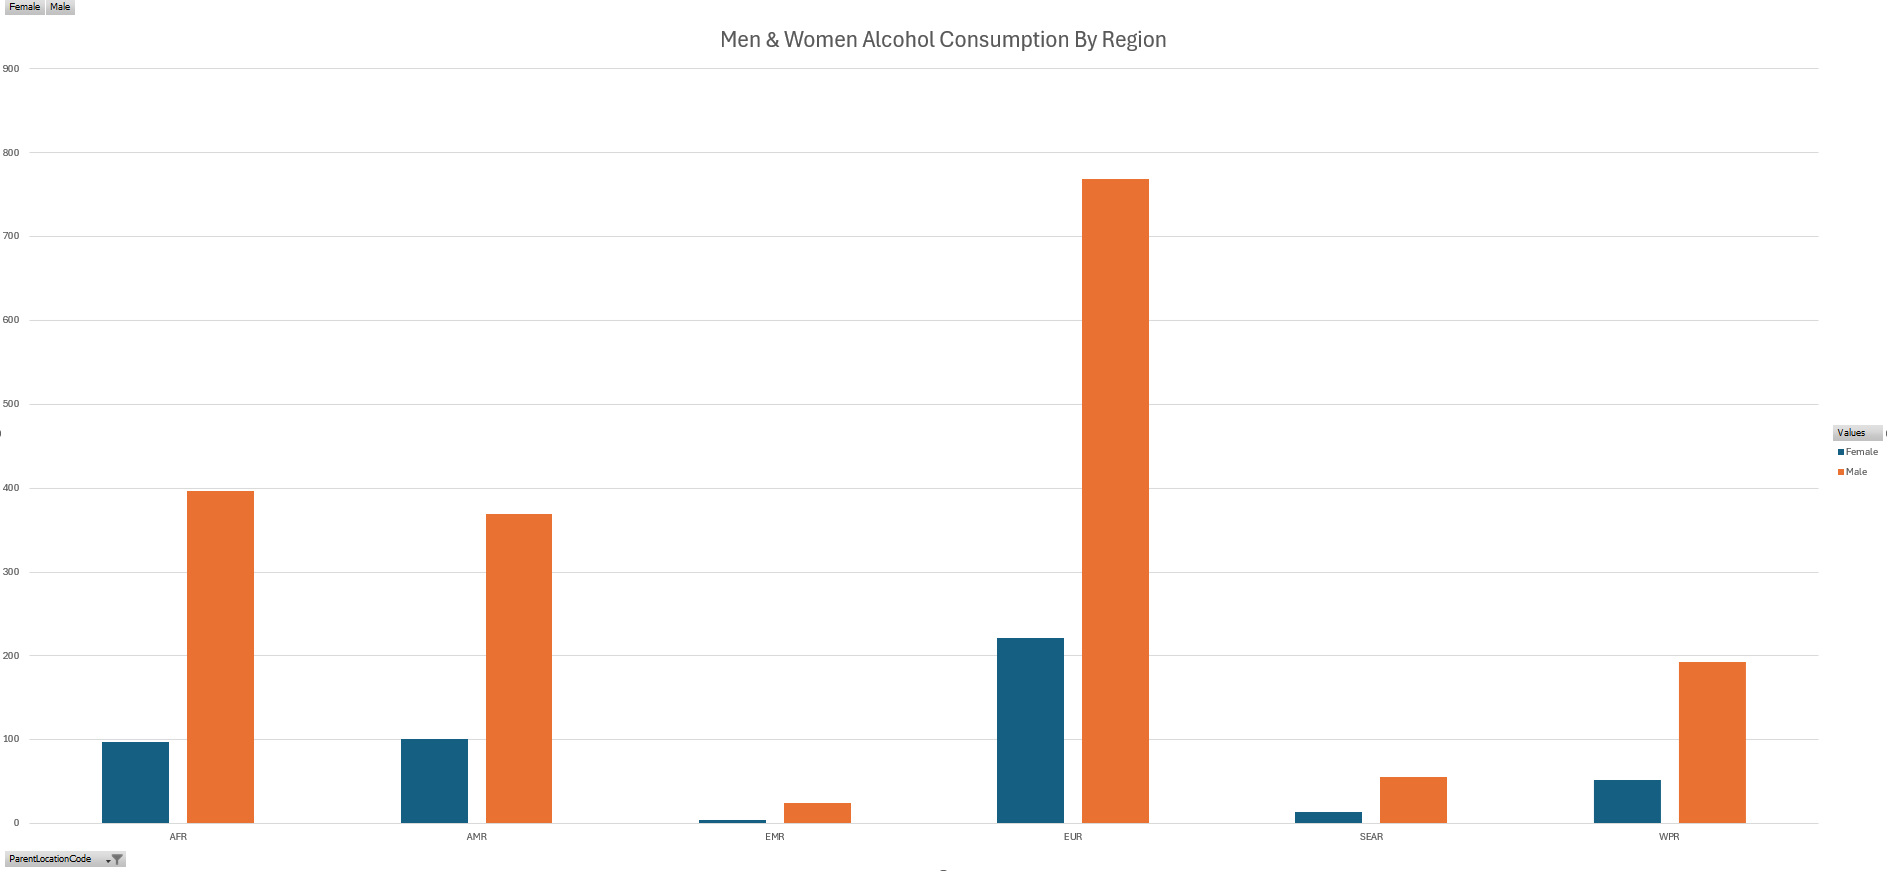 Female Male
Men & Women Alcohol Consumption By Region
900
800
700
600
500
400
300
200
100
0
AFR AMR EMR EUR SEAR WPR
Values
Female
Male
ParentLocationCode